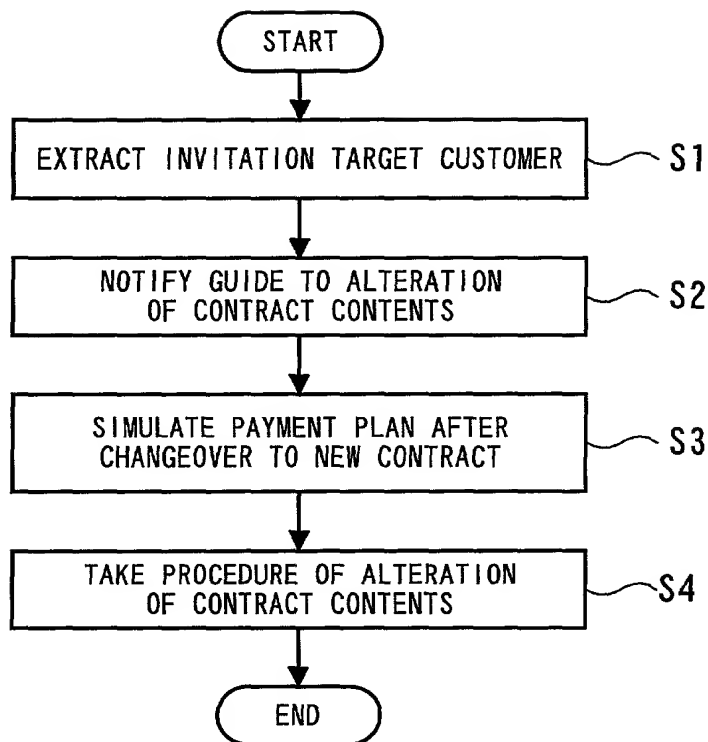 START
EXTRACT INVITATION TARGET CUSTOMER
S1
NOTIFY GUIDE TO ALTERATION
OF CONTRACT CONTENTS
S2
SIMULATE PAYMENT PLAN AFTER
CHANGEOVER TO NEW CONTRACT
S3
TAKE PROCEDURE OF ALTERATION
OF CONTRACT CONTENTS
S4
END